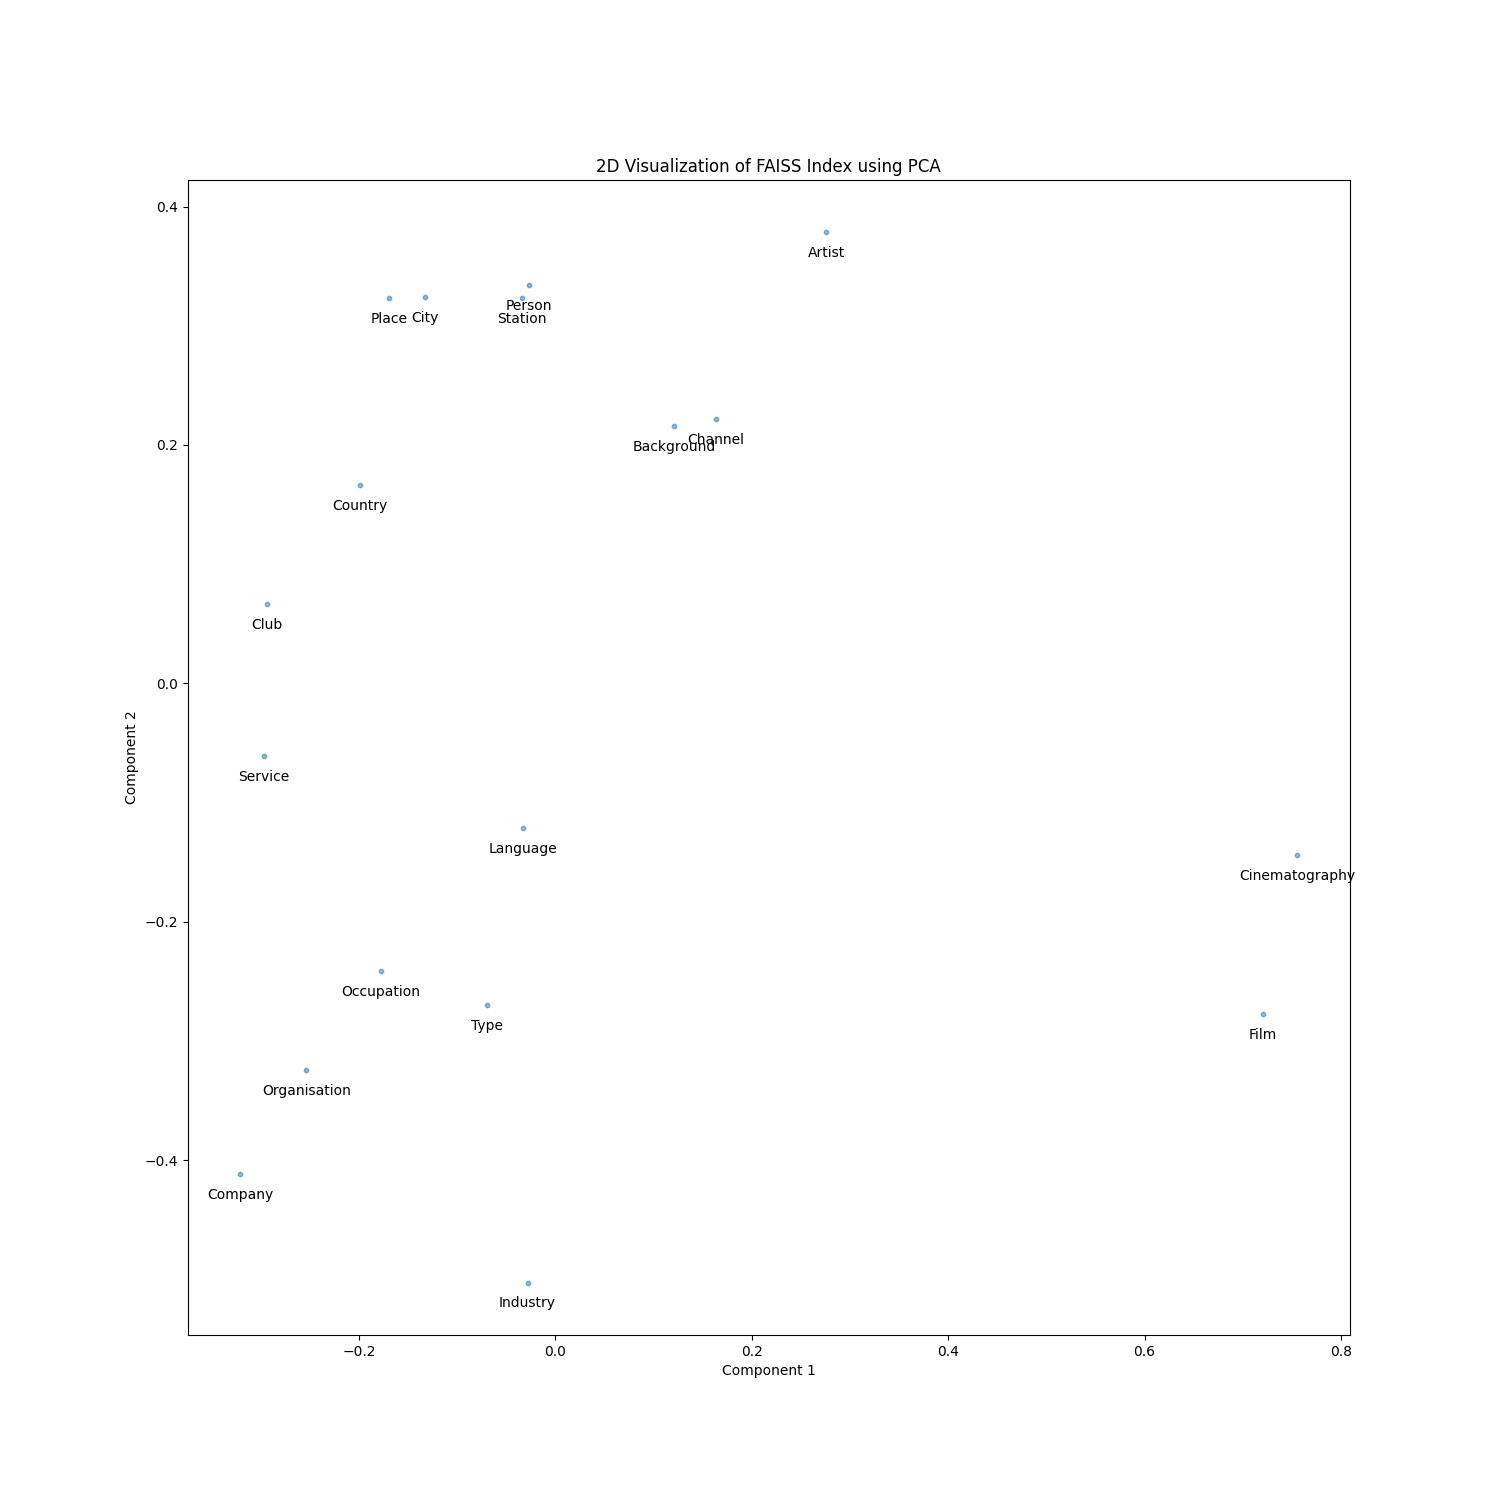 2D Visualization of FAISS Index using PCA
0.4
Artist
Person
Place City Station
0.2
Channel
Background
Country
Club
0.0
Component 2
Service
Language
Cinematography
−0.2
Occupation
Type
Film
Organisation
−0.4
Company
Industry
−0.2 0.0 0.2 0.4 0.6 0.8
Component 1